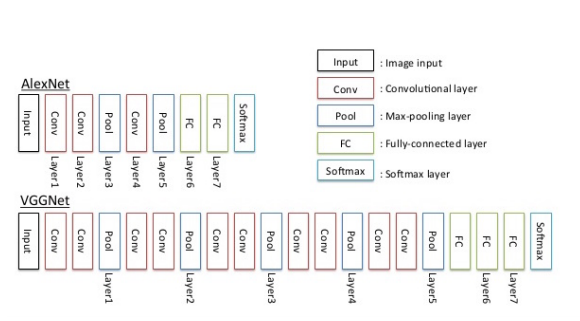 Input : Image input
Conv : Convolutional layer
Pool : Max-pooling layer
FC : Fully-connected layer
Softmax : Softmax layer
AlexNet
Input Conv Conv Pool Conv Pool FC FC Softmax
Layer1 Layer2 Layer3 Layer4 Layer5 Layer6 Layer7
VGGNet
Input Conv Conv Pool Conv Conv Pool Conv Conv Pool Conv Conv Pool Conv Conv Pool FC FC FC Softmax
Layer1 Layer2 Layer3 Layer4 Layer5 Layer6 Layer7